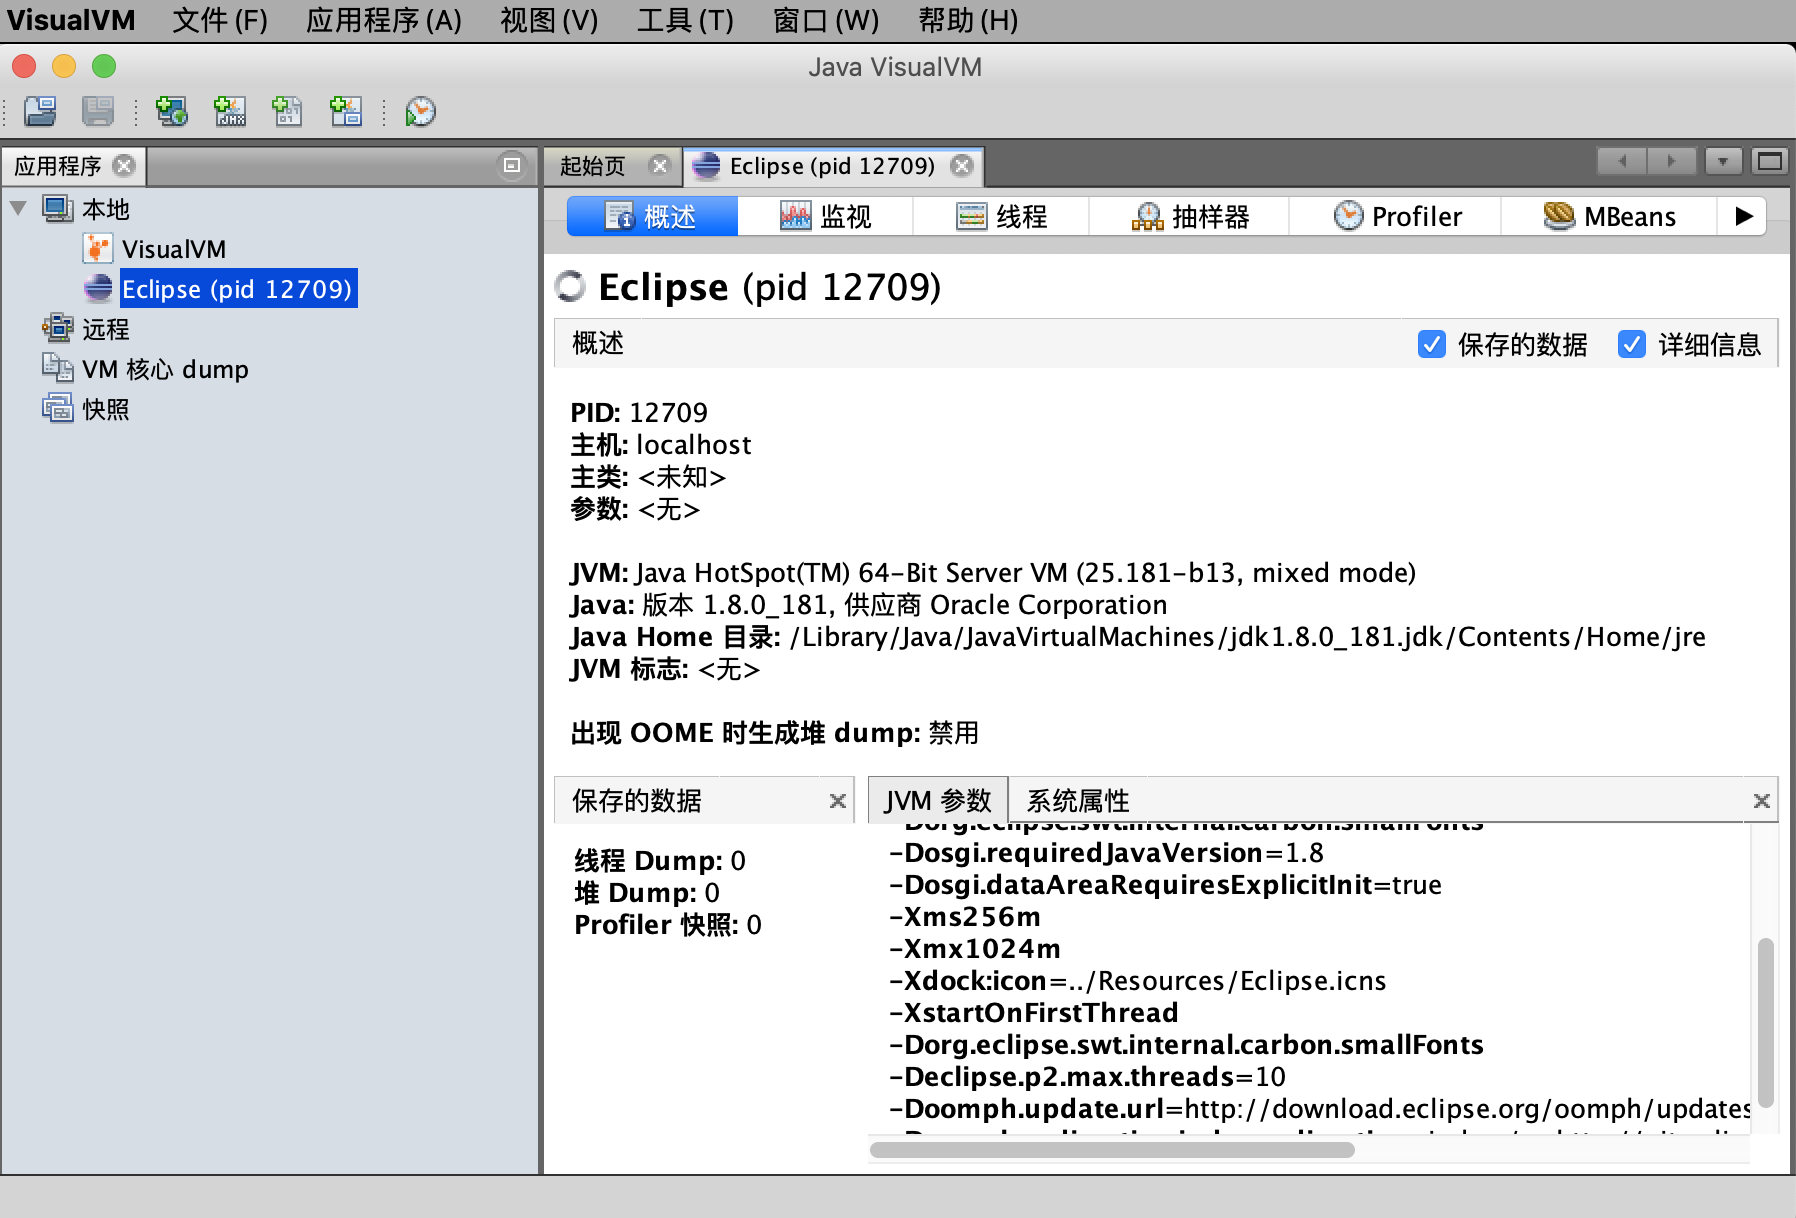 VisualVM 文件(F) 应用程序(A) 视图(V) 工具(T) 窗口(W) 帮助(H)
Java VisualVM
应用程序
本地
VisualVM
Eclipse (pid 12709)
远程
VM 核心 dump
快照
起始页 Eclipse (pid 12709)
概述 监视 线程 抽样器 Profiler MBeans
Eclipse (pid 12709)
概述 保存的数据 详细信息
PID: 12709
主机: localhost
主类: <未知>
参数: <无>
JVM: Java HotSpot(TM) 64-Bit Server VM (25.181-b13, mixed mode)
Java: 版本 1.8.0_181, 供应商 Oracle Corporation
Java Home 目录: /Library/Java/JavaVirtualMachines/jdk1.8.0_181.jdk/Contents/Home/jre
JVM 标志: <无>
出现 OOME 时生成堆 dump: 禁用
保存的数据
线程 Dump: 0
堆 Dump: 0
Profiler 快照: 0
JVM 参数 系统属性
-Dorg.eclipse.swt.internal.carbon.smallFonts
-Dosgi.requiredJavaVersion=1.8
-Dosgi.dataAreaRequiresExplicitInit=true
-Xms256m
-Xmx1024m
-Xdock:icon=../Resources/Eclipse.icns
-XstartOnFirstThread
-Dorg.eclipse.swt.internal.carbon.smallFonts
-Declipse.p2.max.threads=10
-Doomph.update.url=http://download.eclipse.org/oomph/updates